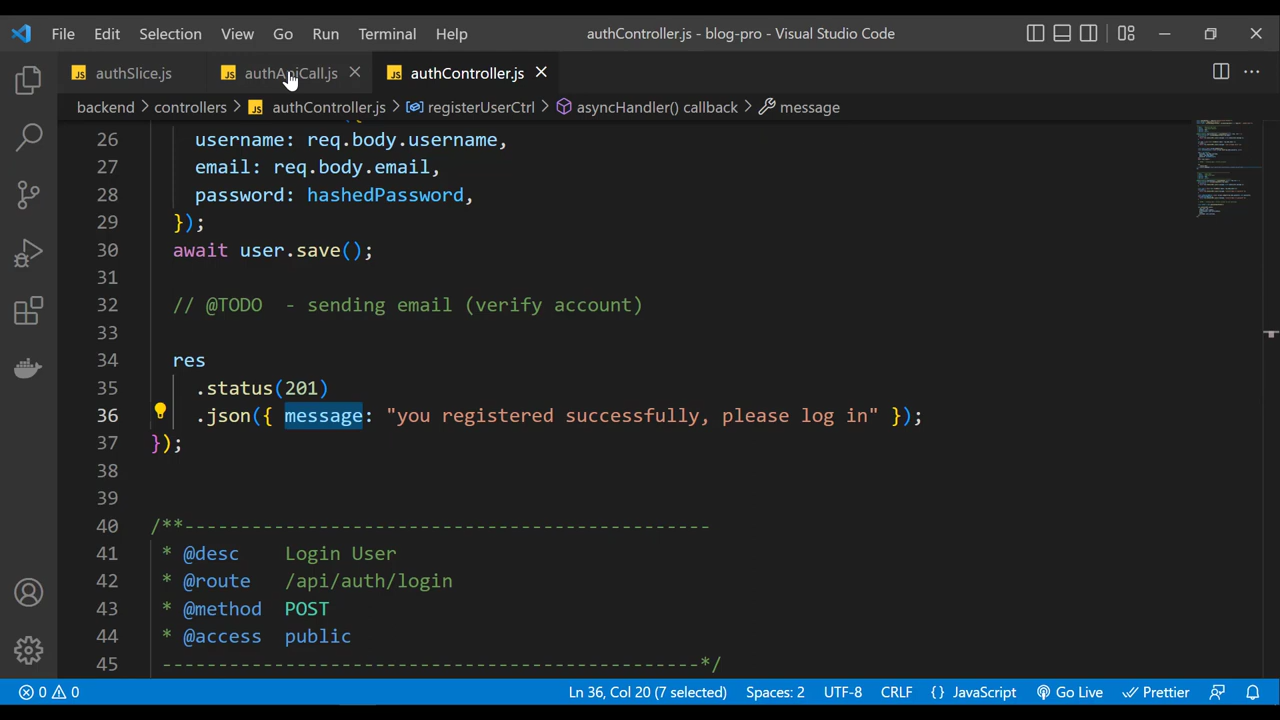 File Edit Selection View Go Run Terminal Help authController.js - blog-pro - Visual Studio Code
JS authSlice.js JS authApiCall.js JS authController.js
backend > controllers > JS authController.js > registerUserCtrl > asyncHandler() callback > message
26 username: req.body.username,
27 email: req.body.email,
28 password: hashedPassword,
29 });
30 await user.save();
31
32 // @TODO - sending email (verify account)
33
34 res
35 .status(201)
36 .json({ message: "you registered successfully, please log in" });
37 });
38
39
40 /**-----------------------------------------------
41 * @desc Login User
42 * @route /api/auth/login
43 * @method POST
44 * @access public
45 ------------------------------------------------*/
0 0 Ln 36, Col 20 (7 selected) Spaces: 2 UTF-8 CRLF {} JavaScript Go Live Prettier